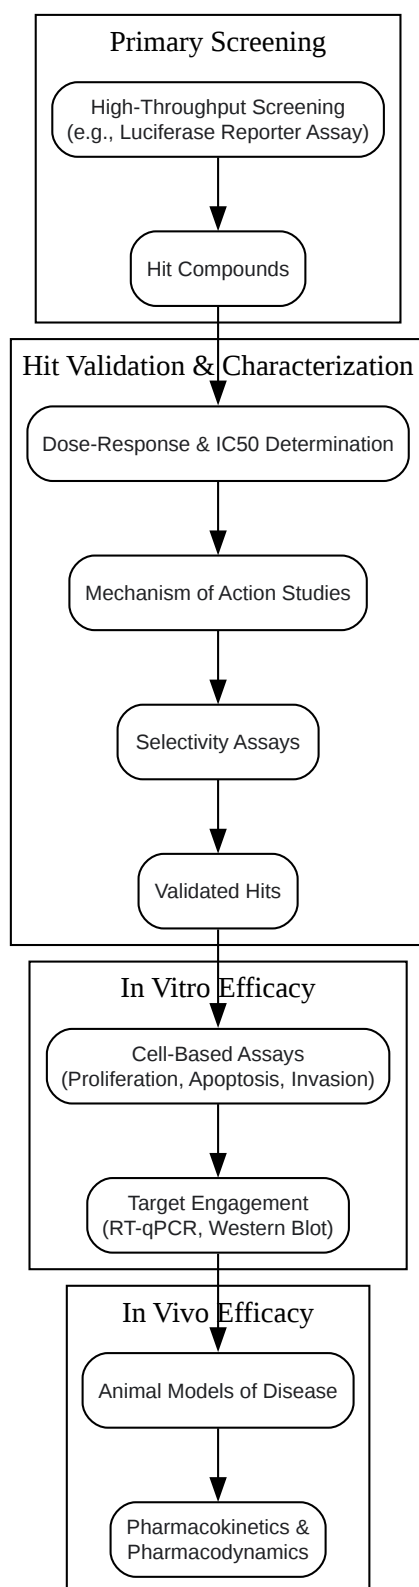 Primary Screening
High-Throughput Screening
(e.g., Luciferase Reporter Assay)
Hit Compounds
Hit Validation & Characterization
Dose-Response & IC50 Determination
Mechanism of Action Studies
Selectivity Assays
Validated Hits
In Vitro Efficacy
Cell-Based Assays
(Proliferation, Apoptosis, Invasion)
Target Engagement
(RT-qPCR, Western Blot)
In Vivo Efficacy
Animal Models of Disease
Pharmacokinetics &
Pharmacodynamics